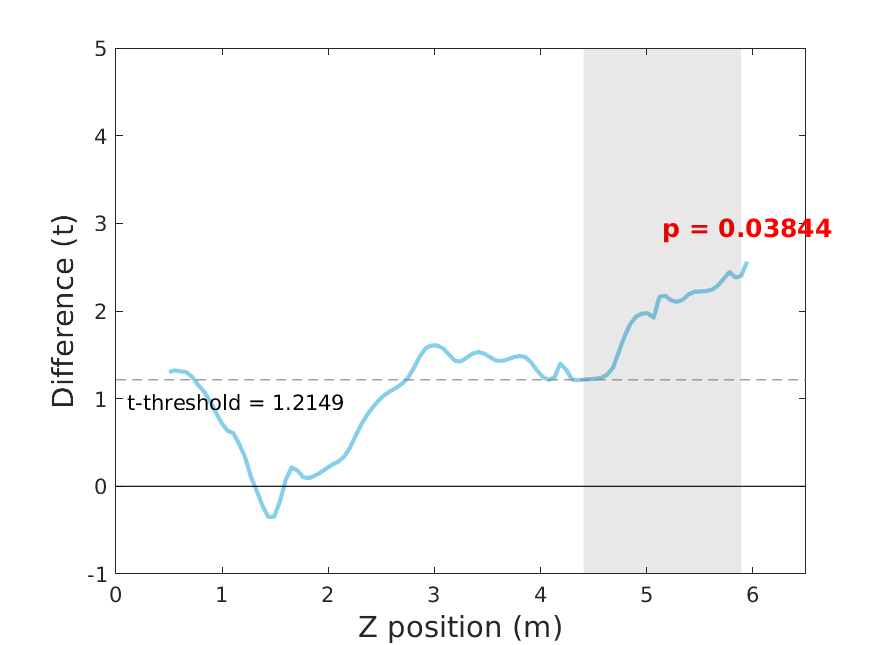 5
4
3
2
1
0
-1
Difference (t)
p = 0.03844
t-threshold = 1.2149
0 1 2 3 4 5 6
Z position (m)